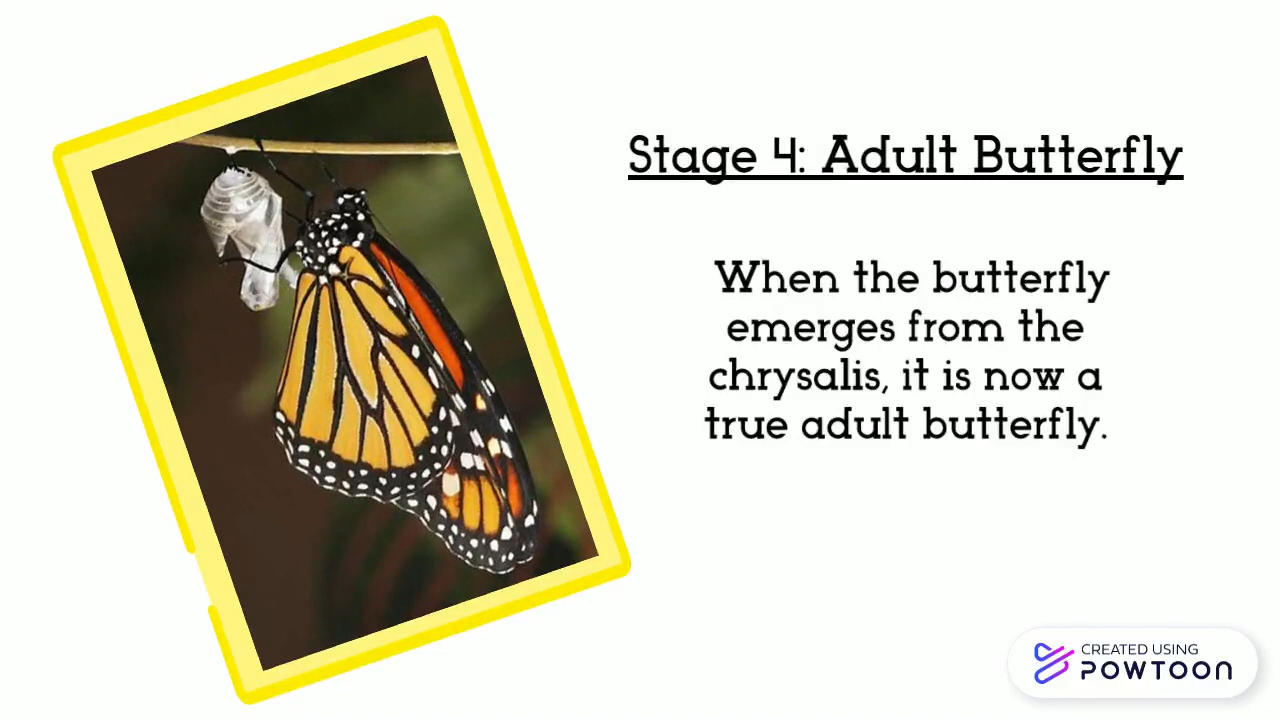 Stage 4: Adult Butterfly
When the butterfly
emerges from the
chrysalis, it is now a
true adult butterfly.
CREATED USING
POWTOON